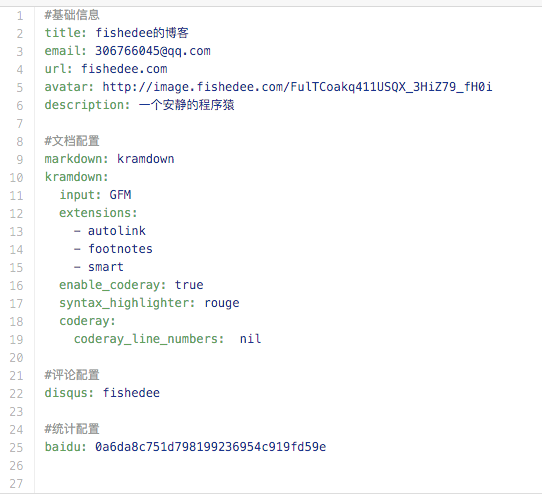 1 #基础信息
2 title: fishedee的博客
3 email: 306766045@qq.com
4 url: fishedee.com
5 avatar: http://image.fishedee.com/FulTCoakq411USQX_3HiZ79_fH0i
6 description: 一个安静的程序猿
7
8 #文档配置
9 markdown: kramdown
10 kramdown:
11   input: GFM
12   extensions:
13     - autolink
14     - footnotes
15     - smart
16   enable_coderay: true
17   syntax_highlighter: rouge
18   coderay:
19     coderay_line_numbers:  nil
20
21 #评论配置
22 disqus: fishedee
23
24 #统计配置
25 baidu: 0a6da8c751d798199236954c919fd59e
26
27